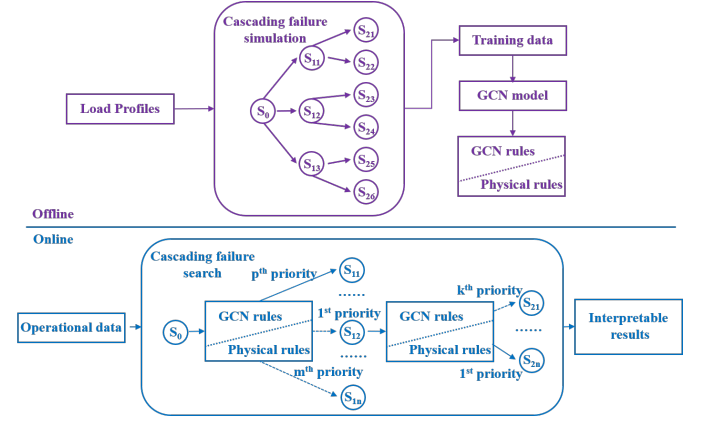 Cascading failure
simulation
S21
S11
S22
Load Profiles
S0
S12
S23
S24
S13
S25
S26
Training data
GCN model
GCN rules
Physical rules
Offline
Online
Cascading failure
search
Operational data
S0
GCN rules
Physical rules
pth priority
S11
......
1st priority
S12
......
mth priority
S1n
GCN rules
Physical rules
kth priority
S21
......
1st priority
S2n
Interpretable
results